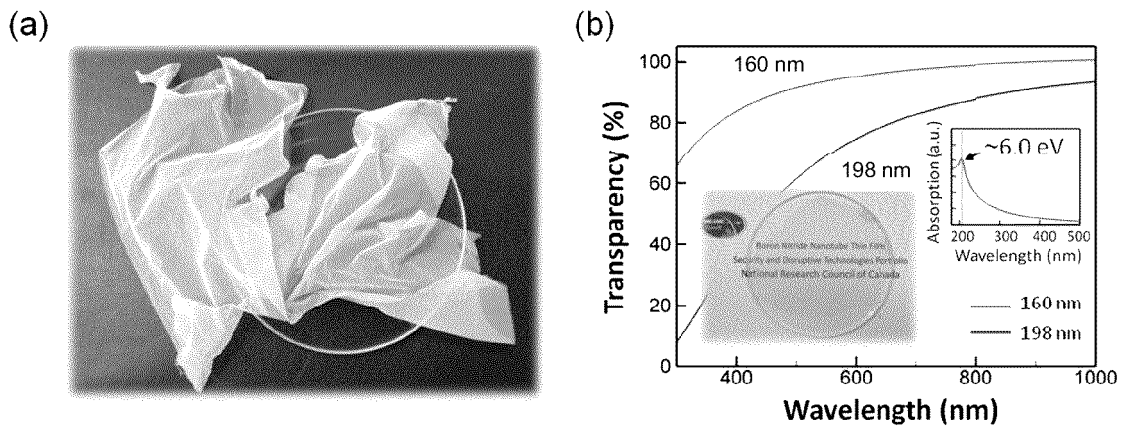 (a)
(b)
100
80
60
40
20
0
Transparency (%)
160 nm
198 nm
Absorption (a.u.)
~6.0 eV
200 300 400 500
Wavelength (nm)
Boron Nitride Nanotube Thin Film
Security and Disruptive Technologies Portfolio
National Research Council of Canada
160 nm
198 nm
400 600 800 1000
Wavelength (nm)